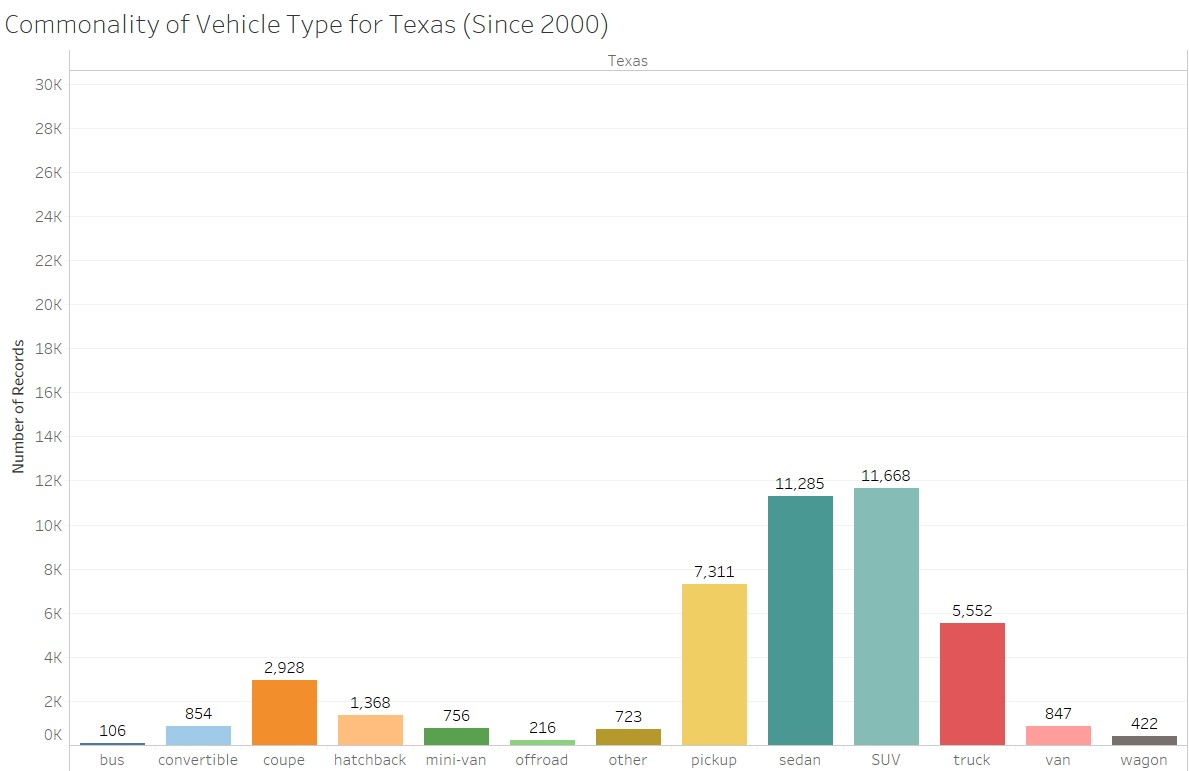 Commonality of Vehicle Type for Texas (Since 2000)
Texas
Number of Records
30K
28K
26K
24K
22K
20K
18K
16K
14K
12K
10K
8K
6K
4K
2K
0K
106
854
2,928
1,368
756
216
723
7,311
11,285
11,668
5,552
847
422
bus convertible coupe hatchback mini-van offroad other pickup sedan SUV truck van wagon